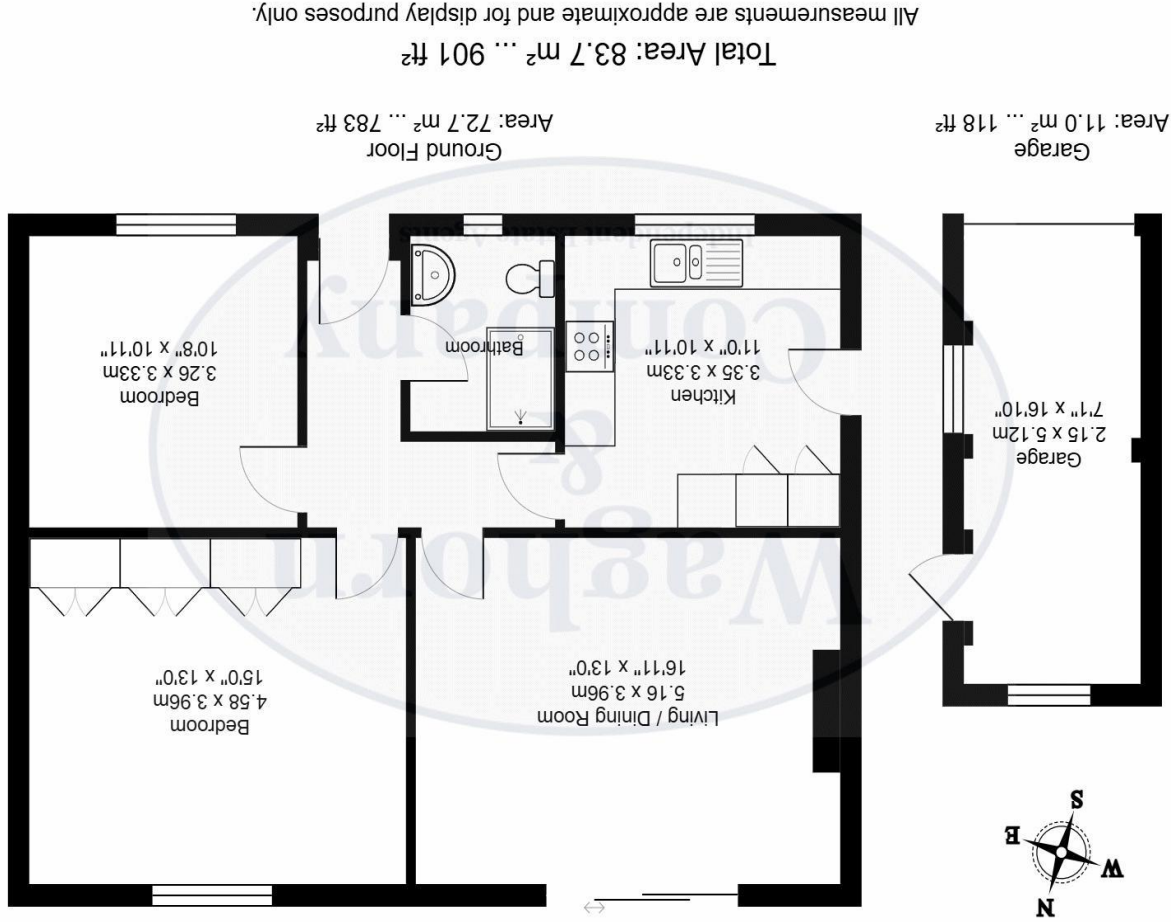 N
W
E
S
Living / Dining Room
5.16 x 3.96m
16'11" x 13'0"
Bedroom
4.58 x 3.96m
15'0" x 13'0"
Garage
2.15 x 5.12m
7'1" x 16'10"
Kitchen
3.35 x 3.33m
11'0" x 10'11"
Bathroom
Bedroom
3.26 x 3.33m
10'8" x 10'11"
Waghorn
&
Company
Independent Estate Agents
Garage
Area: 11.0 m² ... 118 ft²
Ground Floor
Area: 72.7 m² ... 783 ft²
Total Area: 83.7 m² ... 901 ft²
All measurements are approximate and for display purposes only.